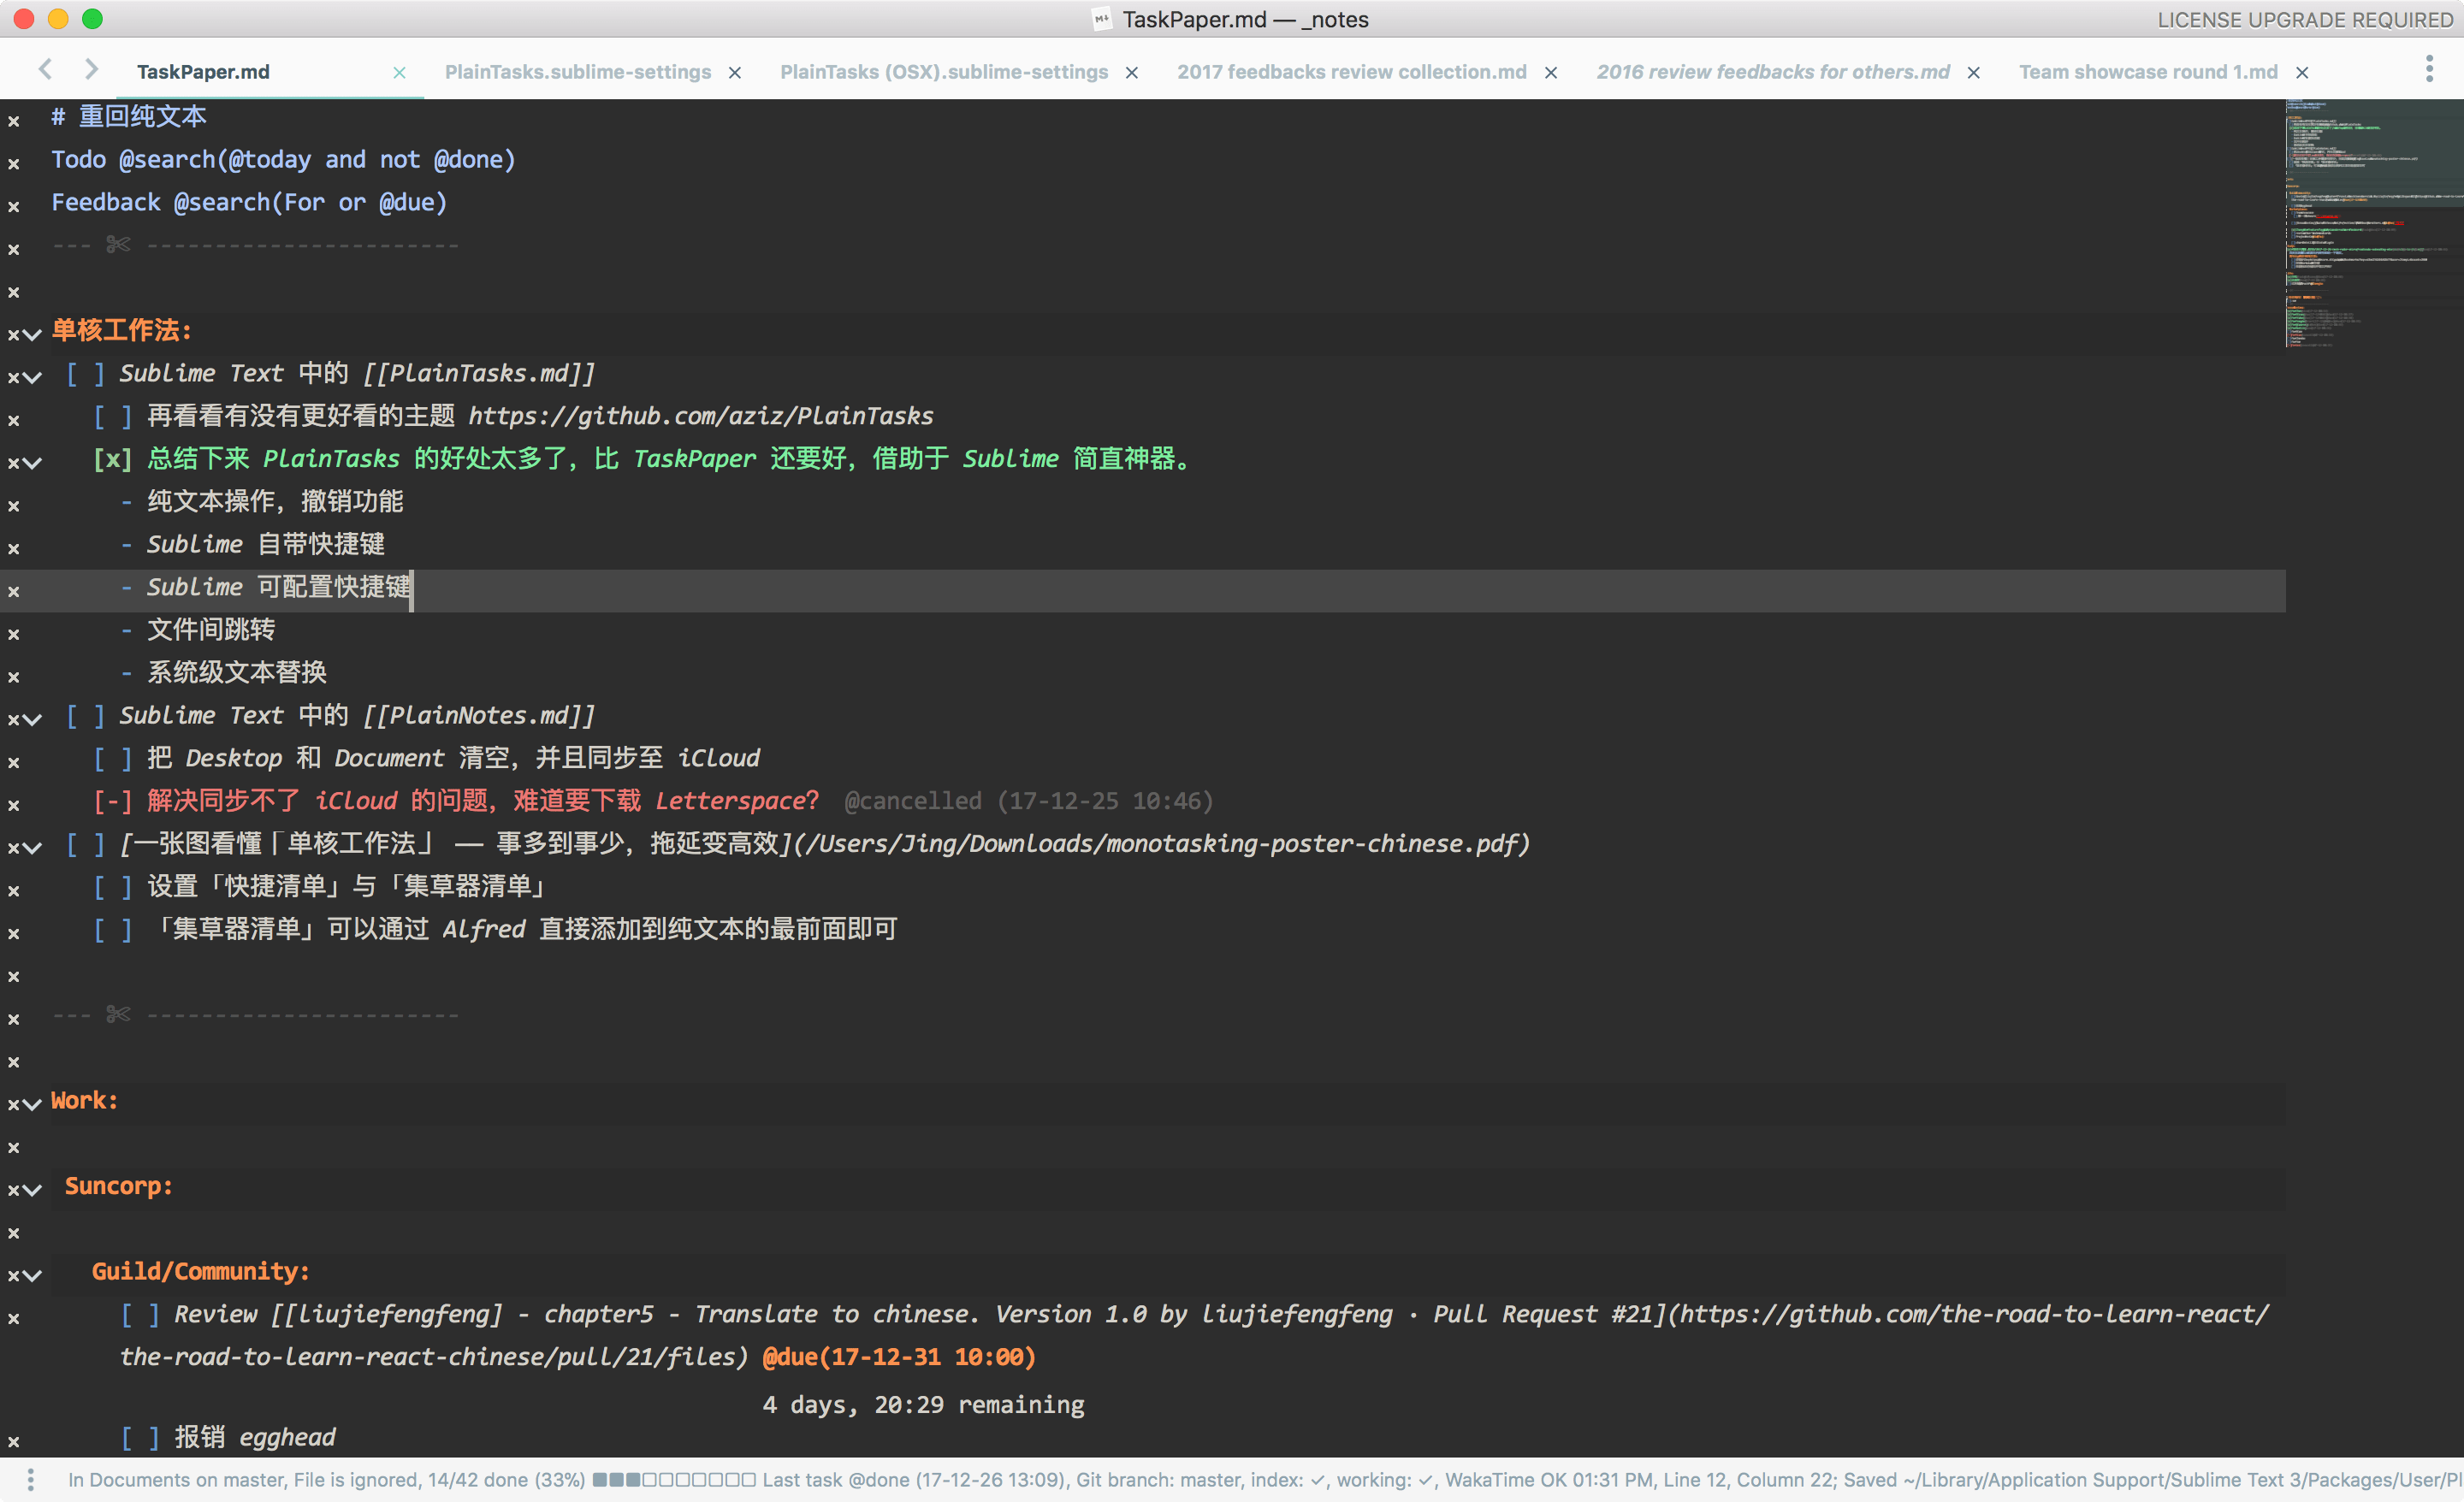 TaskPaper.md — _notes
LICENSE UPGRADE REQUIRED
TaskPaper.md × PlainTasks.sublime-settings × PlainTasks (OSX).sublime-settings × 2017 feedbacks review collection.md × 2016 review feedbacks for others.md × Team showcase round 1.md ×
# 重回纯文本
Todo @search(@today and not @done)
Feedback @search(For or @due)
--- ✄ -----------------------
单核工作法:
[ ] Sublime Text 中的 [[PlainTasks.md]]
[ ] 再看看有没有更好看的主题 https://github.com/aziz/PlainTasks
[x] 总结下来 PlainTasks 的好处太多了，比 TaskPaper 还要好，借助于 Sublime 简直神器。
- 纯文本操作，撤销功能
- Sublime 自带快捷键
- Sublime 可配置快捷键
- 文件间跳转
- 系统级文本替换
[ ] Sublime Text 中的 [[PlainNotes.md]]
[ ] 把 Desktop 和 Document 清空，并且同步至 iCloud
[-] 解决同步不了 iCloud 的问题，难道要下载 Letterspace? @cancelled (17-12-25 10:46)
[ ] [一张图看懂「单核工作法」 —— 事多到事少，拖延变高效](/Users/Jing/Downloads/monotasking-poster-chinese.pdf)
[ ] 设置「快捷清单」与「集草器清单」
[ ] 「集草器清单」可以通过 Alfred 直接添加到纯文本的最前面即可
--- ✄ -----------------------
Work:
Suncorp:
Guild/Community:
[ ] Review [[liujiefengfeng] - chapter5 - Translate to chinese. Version 1.0 by liujiefengfeng · Pull Request #21](https://github.com/the-road-to-learn-react/
the-road-to-learn-react-chinese/pull/21/files) @due(17-12-31 10:00)
4 days, 20:29 remaining
[ ] 报销 egghead
In Documents on master, File is ignored, 14/42 done (33%) ■■■□□□□□□□ Last task @done (17-12-26 13:09), Git branch: master, index: ✓, working: ✓, WakaTime OK 01:31 PM, Line 12, Column 22; Saved ~/Library/Application Support/Sublime Text 3/Packages/User/Pl